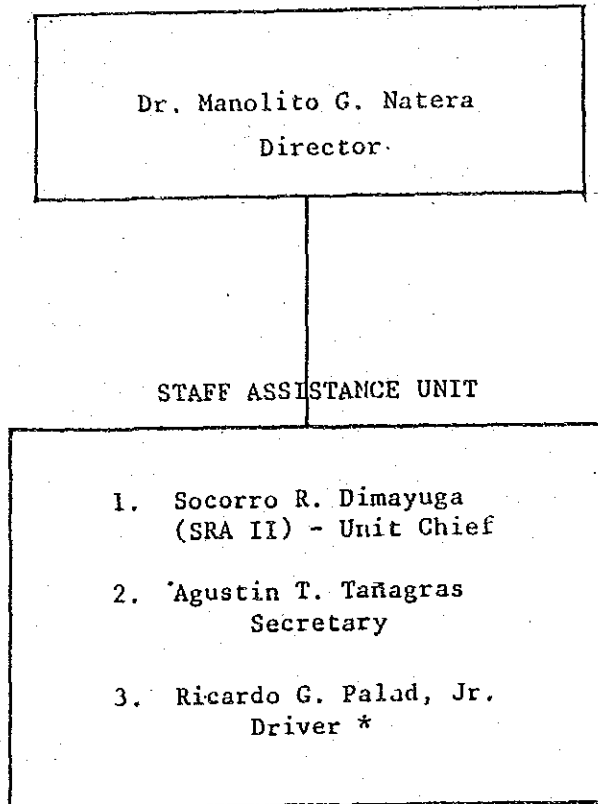 Dr. Manolito G. Natera
Director
STAFF ASSISTANCE UNIT
1. Socorro R. Dimayuga
(SRA II) - Unit Chief
2. Agustin T. Tañagras
Secretary
3. Ricardo G. Palad, Jr.
Driver *